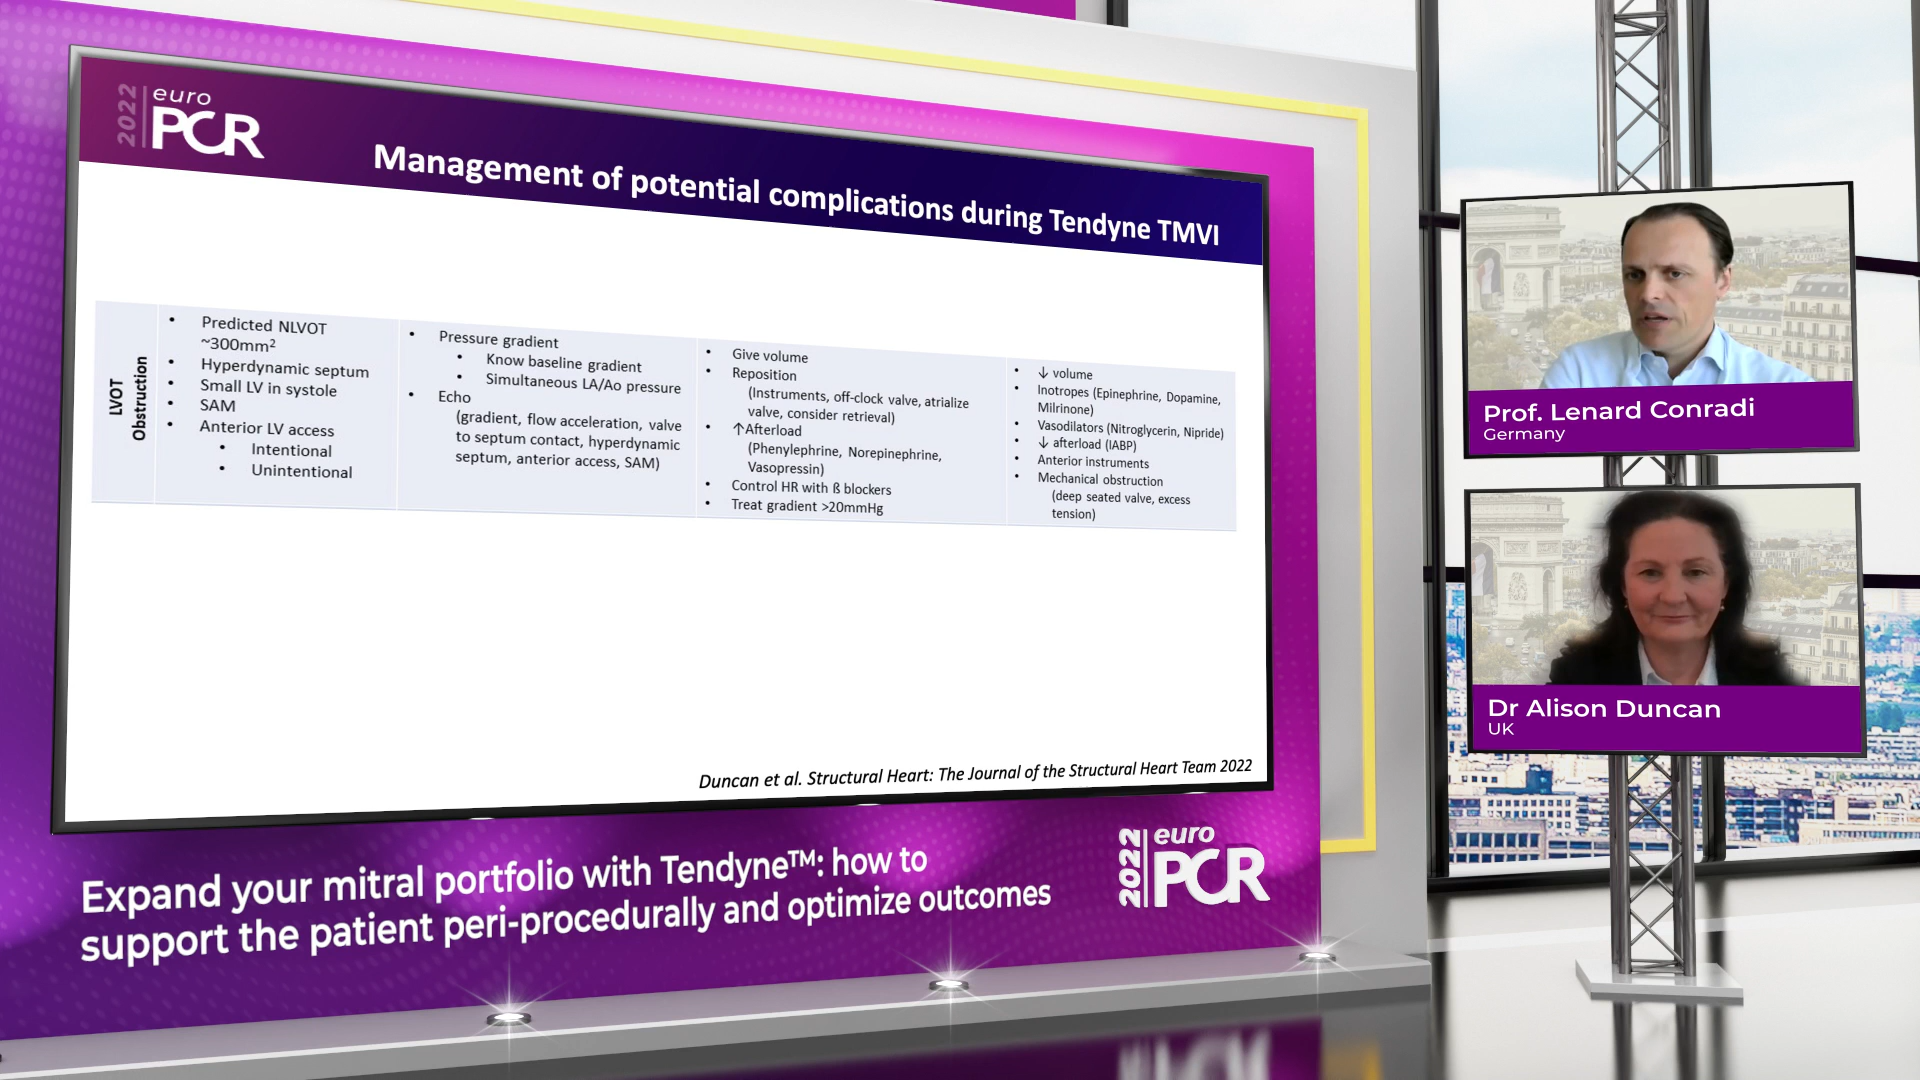 2022 euro
PCR
Management of potential complications during Tendyne TMVI
LVOT
Obstruction
• Predicted NLVOT
~300mm²
• Hyperdynamic septum
• Small LV in systole
• SAM
• Anterior LV access
• Intentional
• Unintentional
• Pressure gradient
• Know baseline gradient
• Simultaneous LA/Ao pressure
• Echo
(gradient, flow acceleration, valve
to septum contact, hyperdynamic
septum, anterior access, SAM)
• Give volume
• Reposition
(Instruments, off-clock valve, atrialize
valve, consider retrieval)
• ↑Afterload
(Phenylephrine, Norepinephrine,
Vasopressin)
• Control HR with ß blockers
• Treat gradient >20mmHg
• ↓ volume
• Inotropes (Epinephrine, Dopamine,
Milrinone)
• Vasodilators (Nitroglycerin, Nipride)
• ↓ afterload (IABP)
• Anterior instruments
• Mechanical obstruction
(deep seated valve, excess
tension)
Duncan et al. Structural Heart: The Journal of the Structural Heart Team 2022
Expand your mitral portfolio with Tendyne™: how to
support the patient peri-procedurally and optimize outcomes
2022 euro
PCR
Prof. Lenard Conradi
Germany
Dr Alison Duncan
UK